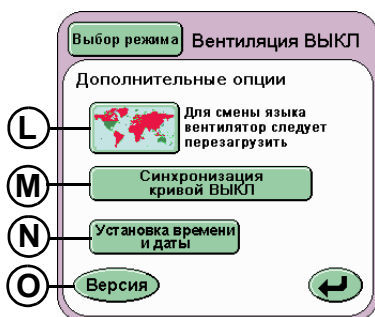 Выбор режима Вентиляция ВЫКЛ
Дополнительные опции
L
Для смены языка
вентилятор следует
перезагрузить
M
Синхронизация
кривой ВЫКЛ
N
Установка времени
и даты
O
Версия